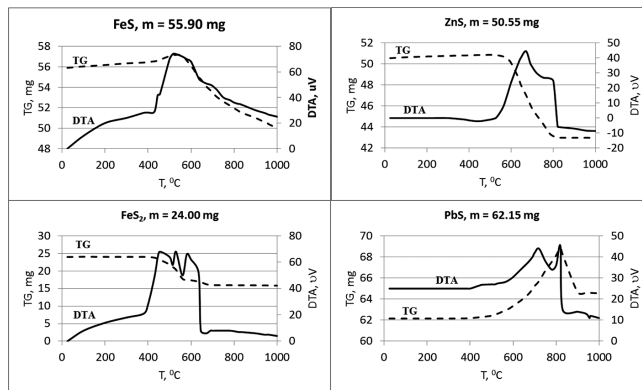 FeS, m = 55.90 mg
58
56
54
52
50
48
80
60
40
20
0
TG
DTA
TG, mg
DTA, uV
0 200 400 600 800 1000
T, ⁰C
ZnS, m = 50.55 mg
52
50
48
46
44
42
50
40
30
20
10
0
-10
-20
TG
DTA
TG, mg
DTA, υV
0 200 400 600 800 1000
T, ⁰C
FeS₂, m = 24.00 mg
30
25
20
15
10
5
0
80
60
40
20
0
TG
DTA
TG, mg
DTA, υV
0 200 400 600 800 1000
T, ⁰C
PbS, m = 62.15 mg
70
68
66
64
62
60
50
40
30
20
10
0
DTA
TG
TG, mg
DTA, υV
0 200 400 600 800 1000
T, ⁰C